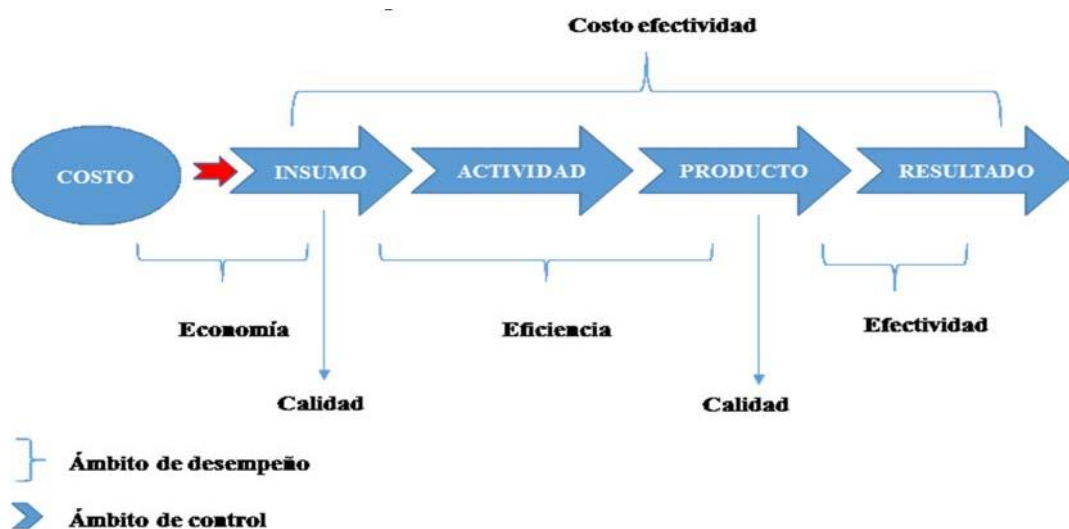 Costo efectividad
COSTO
INSUMO
ACTIVIDAD
PRODUCTO
RESULTADO
Economía
Eficiencia
Efectividad
Calidad
Calidad
Ámbito de desempeño
Ámbito de control